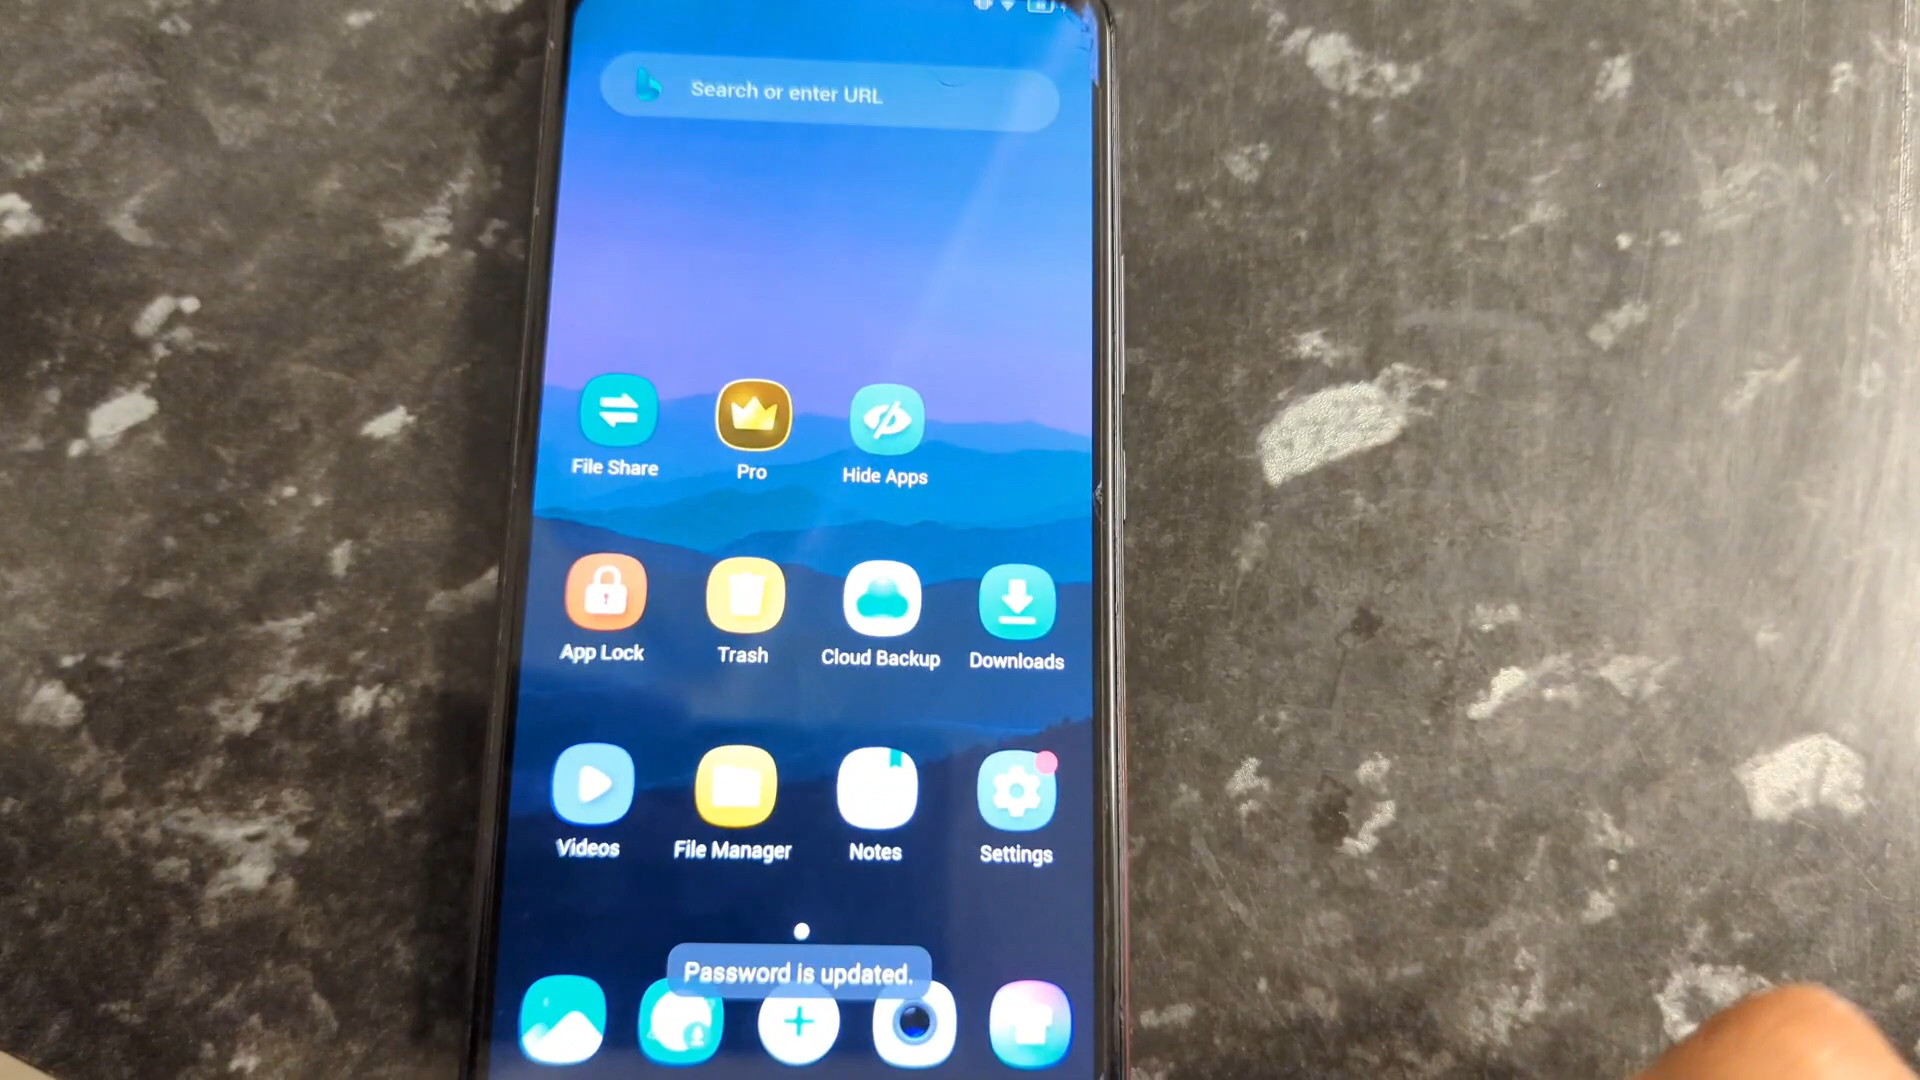 Search or enter URL
File Share
Pro
Hide Apps
App Lock
Trash
Cloud Backup
Downloads
Videos
File Manager
Notes
Settings
Password is updated.